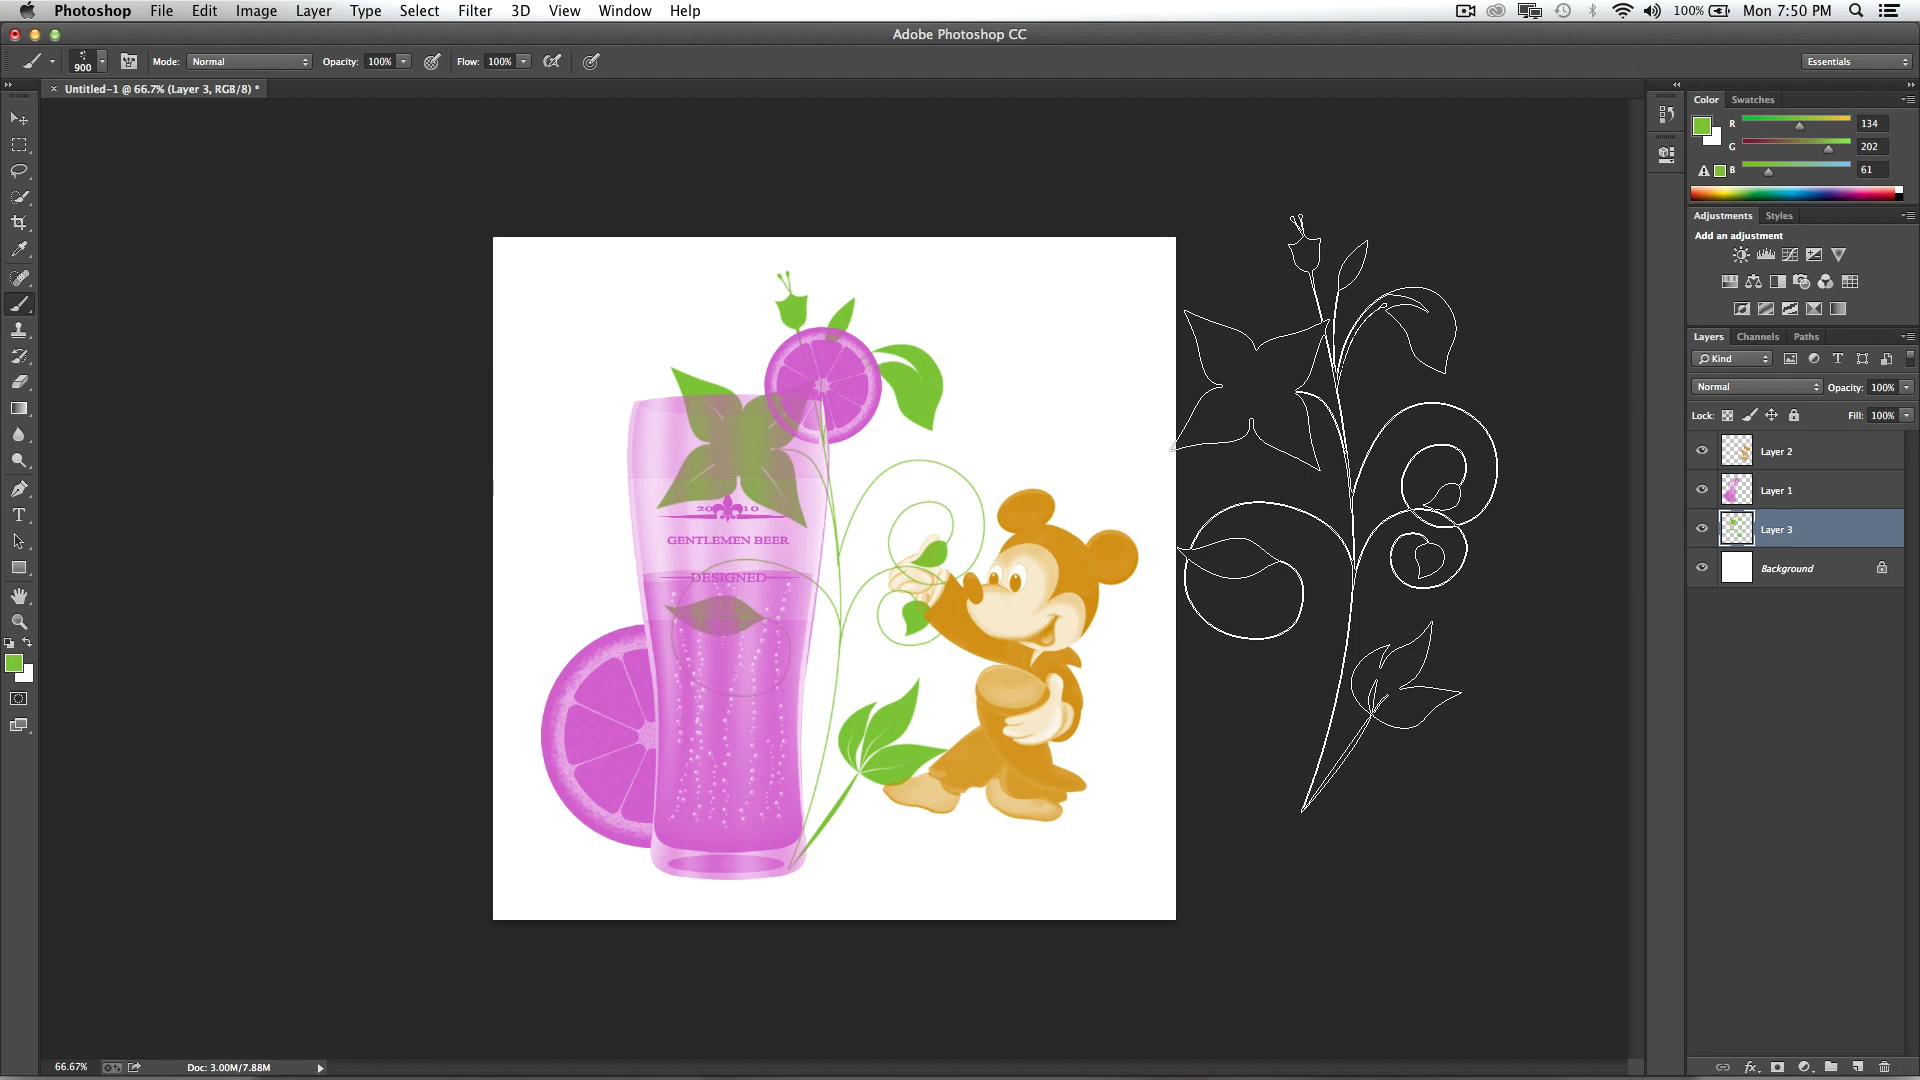 Photoshop File Edit Image Layer Type Select Filter 3D View Window Help 100% Mon 7:50 PM
Adobe Photoshop CC
900 Mode: Normal Opacity: 100% Flow: 100% Essentials
× Untitled-1 @ 66.7% (Layer 3, RGB/8) *
Color Swatches
R 134
G 202
B 61
Adjustments Styles
Add an adjustment
Layers Channels Paths
Kind
Normal Opacity: 100%
Lock: Fill: 100%
Layer 2
Layer 1
Layer 3
Background
2010
GENTLEMEN BEER
DESIGNED
66.67% Doc: 3.00M/7.88M